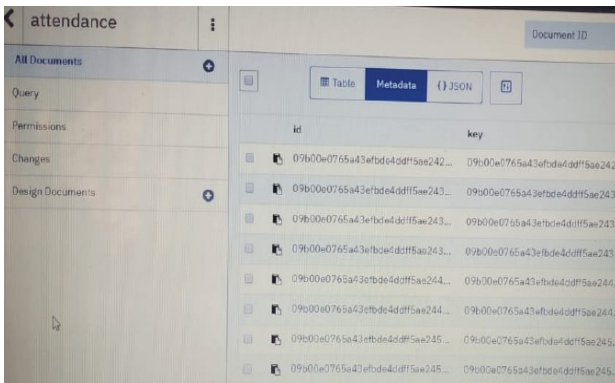 attendance
Document ID
All Documents
Query
Permissions
Changes
Design Documents
Table Metadata {} JSON
id key
09b00e0765a43efbde4ddff5ae242... 09b00e0765a43efbde4ddff5ae242
09b00e0765a43efbde4ddff5ae243... 09b00e0765a43efbde4ddff5ae243
09b00e0765a43efbde4ddff5ae243... 09b00e0765a43efbde4ddff5ae243
09b00e0765a43efbde4ddff5ae243... 09b00e0765a43efbde4ddff5ae243
09b00e0765a43efbde4ddff5ae244... 09b00e0765a43efbde4ddff5ae244.
09b00e0765a43efbde4ddff5ae244... 09b00e0765a43efbde4ddff5ae244.
09b00e0765a43efbde4ddff5ae245... 09b00e0765a43efbde4ddff5ae245.
09b00e0765a43efbde4ddff5ae245... 09b00e0765a43efbde4ddff5ae245.